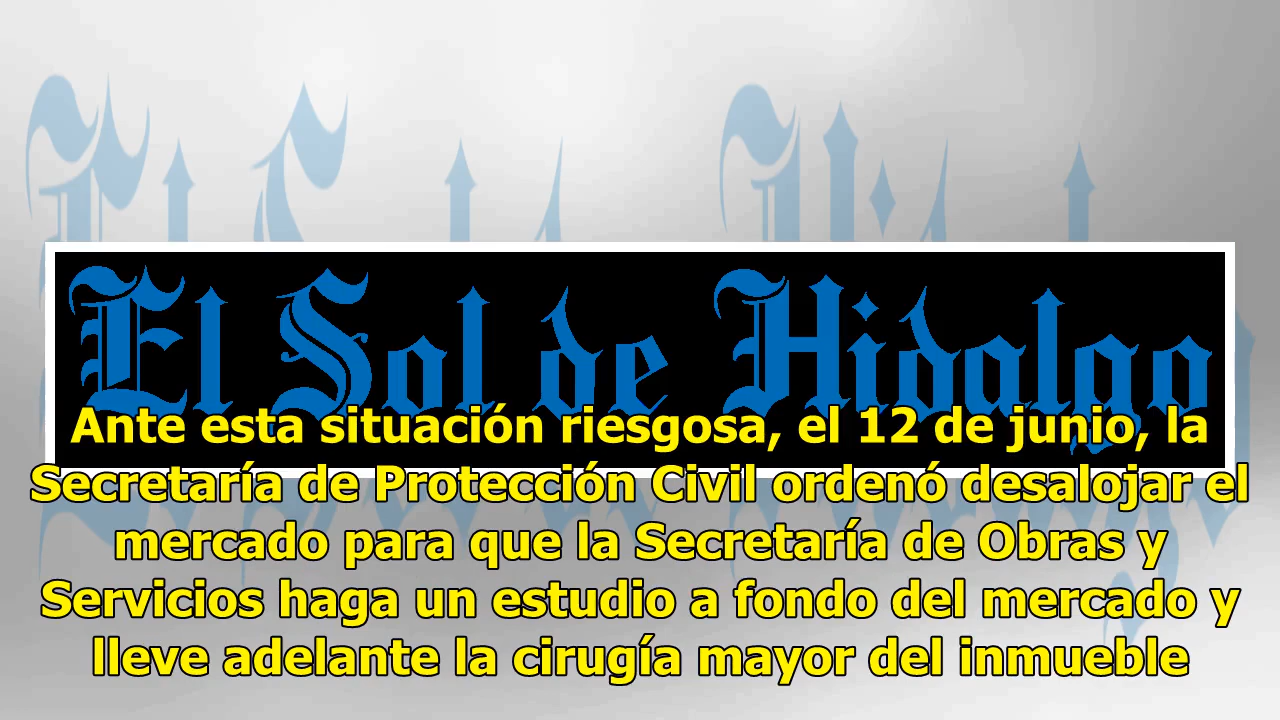 El Sol de Hidalgo
Ante esta situación riesgosa, el 12 de junio, la
Secretaría de Protección Civil ordenó desalojar el
mercado para que la Secretaría de Obras y
Servicios haga un estudio a fondo del mercado y
lleve adelante la cirugía mayor del inmueble